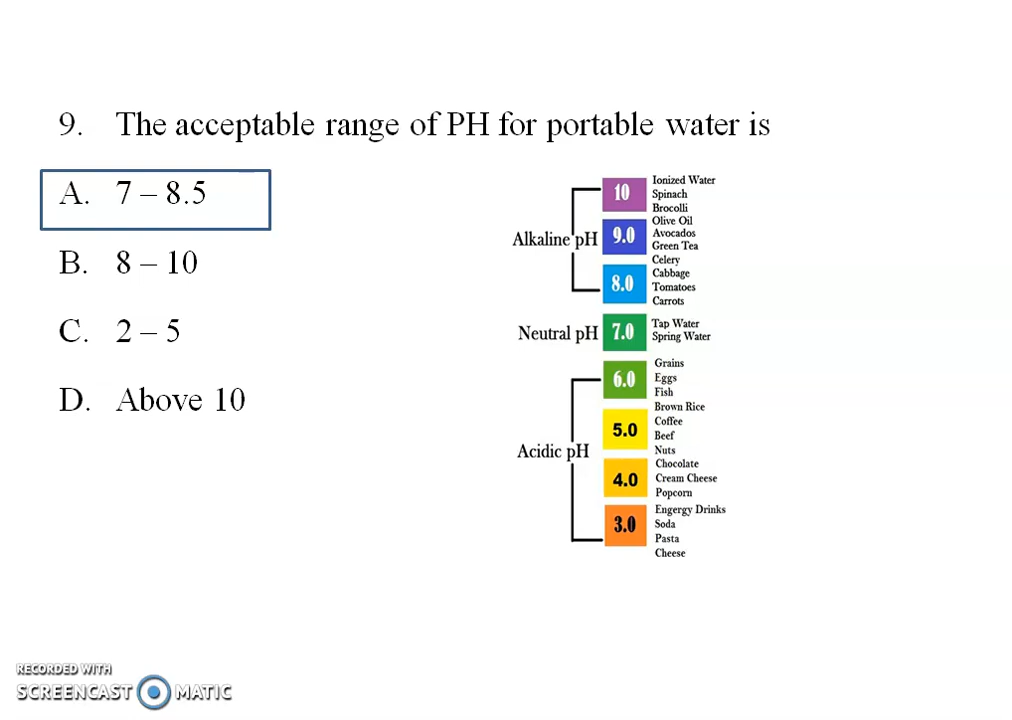 9. The acceptable range of PH for portable water is
A. 7 – 8.5
B. 8 – 10
C. 2 – 5
D. Above 10
Alkaline pH
10
Ionized Water
Spinach
Brocolli
9.0
Olive Oil
Avocados
Green Tea
Celery
8.0
Cabbage
Tomatoes
Carrots
Neutral pH
7.0
Tap Water
Spring Water
Acidic pH
6.0
Grains
Eggs
Fish
Brown Rice
5.0
Coffee
Beef
Nuts
4.0
Chocolate
Cream Cheese
Popcorn
3.0
Engergy Drinks
Soda
Pasta
Cheese
RECORDED WITH
SCREENCAST MATIC